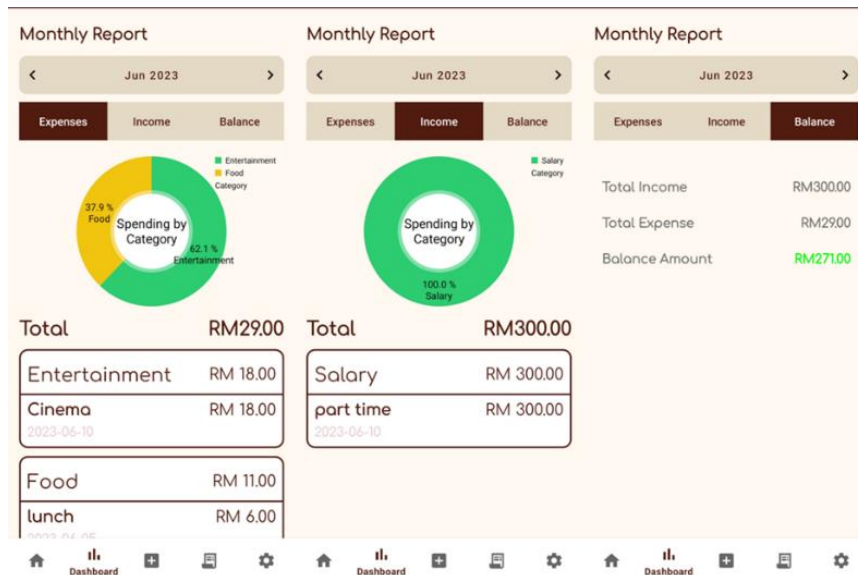 Monthly Report
Jun 2023
Expenses Income Balance
Entertainment
Food
Category
37.9 %
Food
Spending by
Category
62.1 %
Entertainment
Total RM29.00
Entertainment RM 18.00
Cinema RM 18.00
2023-06-10
Food RM 11.00
lunch RM 6.00
Dashboard
Monthly Report
Jun 2023
Expenses Income Balance
Salary
Category
Spending by
Category
100.0 %
Salary
Total RM300.00
Salary RM 300.00
part time RM 300.00
2023-06-10
Dashboard
Monthly Report
Jun 2023
Expenses Income Balance
Total Income RM300.00
Total Expense RM29.00
Balance Amount RM271.00
Dashboard